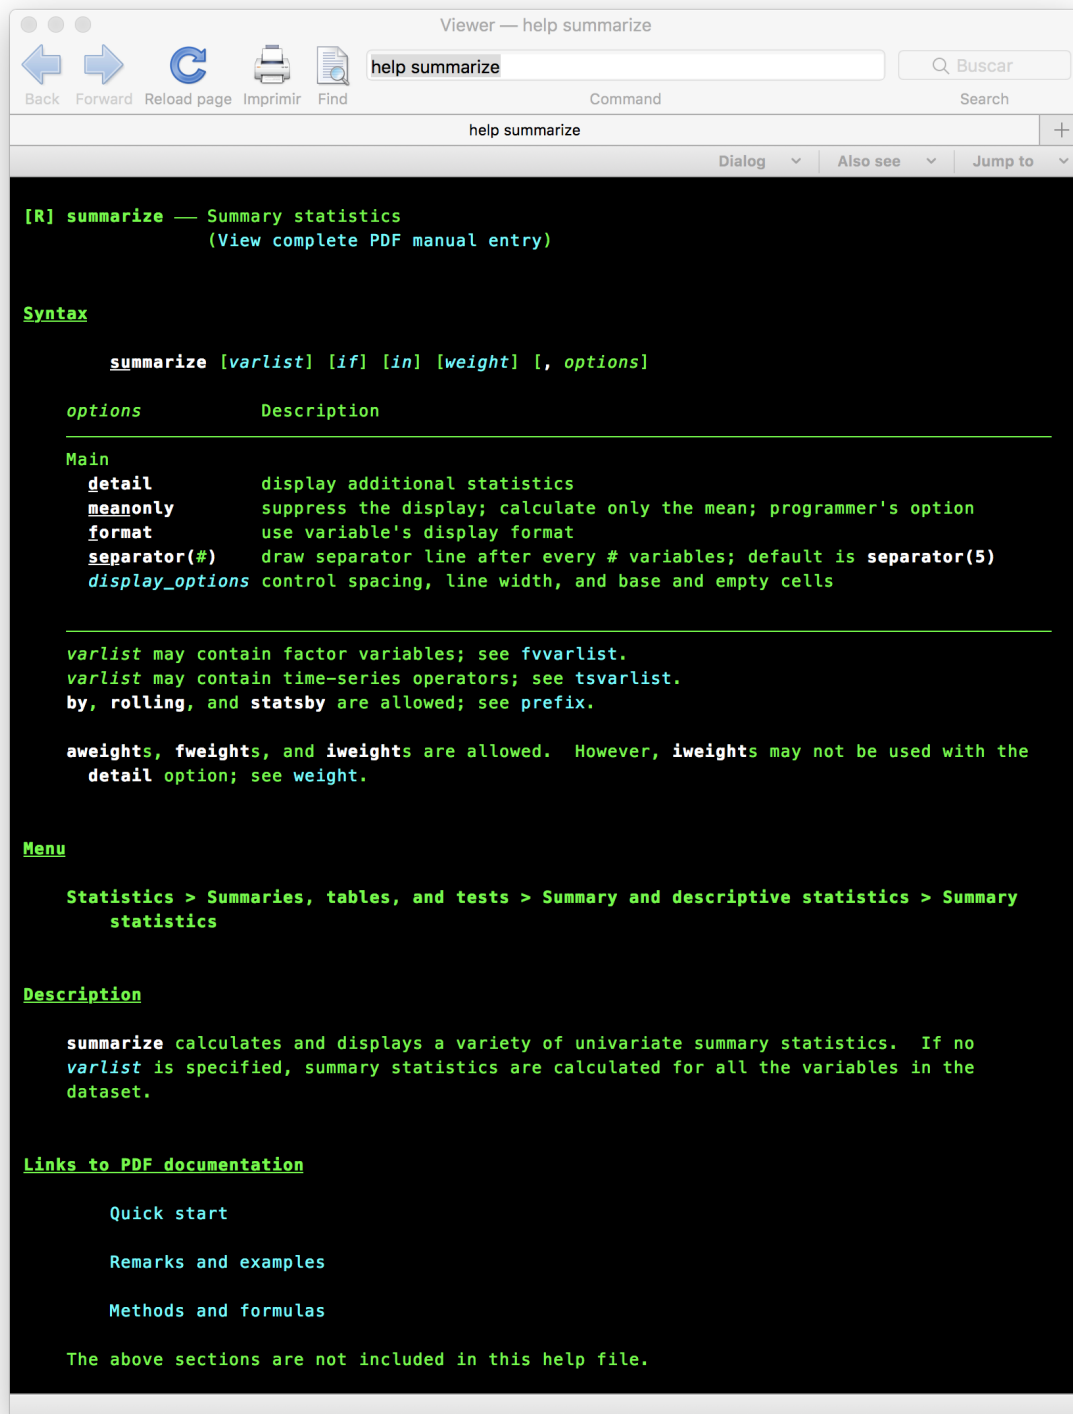 Viewer — help summarize
help summarize
Buscar
Back Forward Reload page Imprimir Find Command Search
help summarize +
Dialog Also see Jump to
[R] summarize — Summary statistics
(View complete PDF manual entry)
Syntax
summarize [varlist] [if] [in] [weight] [, options]
options Description
Main
detail display additional statistics
meanonly suppress the display; calculate only the mean; programmer's option
format use variable's display format
separator(#) draw separator line after every # variables; default is separator(5)
display_options control spacing, line width, and base and empty cells
varlist may contain factor variables; see fvvarlist.
varlist may contain time-series operators; see tsvarlist.
by, rolling, and statsby are allowed; see prefix.
aweights, fweights, and iweights are allowed.  However, iweights may not be used with the
detail option; see weight.
Menu
Statistics > Summaries, tables, and tests > Summary and descriptive statistics > Summary
statistics
Description
summarize calculates and displays a variety of univariate summary statistics.  If no
varlist is specified, summary statistics are calculated for all the variables in the
dataset.
Links to PDF documentation
Quick start
Remarks and examples
Methods and formulas
The above sections are not included in this help file.